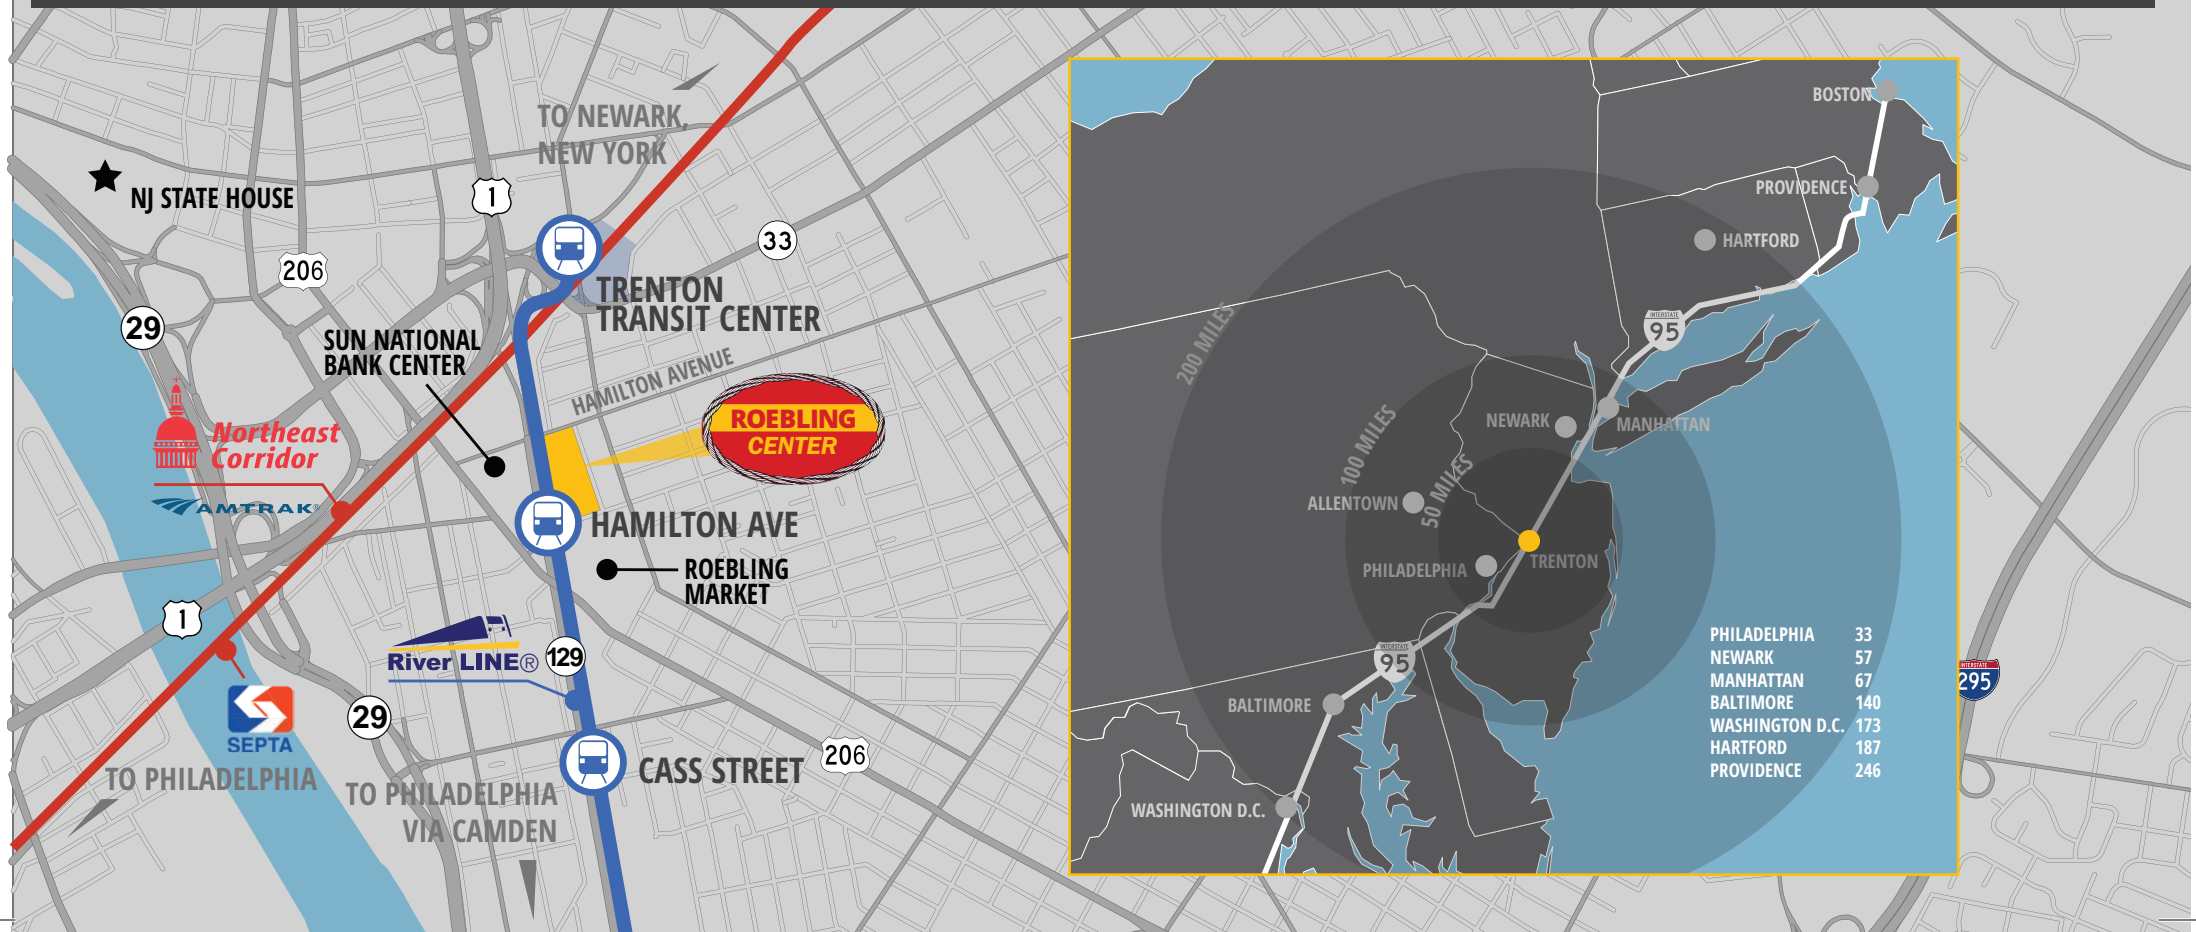 TO NEWARK,
NEW YORK
NJ STATE HOUSE
1
33
206
29
TRENTON
TRANSIT CENTER
SUN NATIONAL
BANK CENTER
HAMILTON AVENUE
ROEBLING
CENTER
Northeast
Corridor
AMTRAK®
HAMILTON AVE
ROEBLING
MARKET
1
River LINE®
129
29
SEPTA
TO PHILADELPHIA
TO PHILADELPHIA
VIA CAMDEN
CASS STREET
206
BOSTON
PROVIDENCE
HARTFORD
200 MILES
INTERSTATE
95
100 MILES
NEWARK
MANHATTAN
50 MILES
ALLENTOWN
TRENTON
PHILADELPHIA
INTERSTATE
95
BALTIMORE
WASHINGTON D.C.
PHILADELPHIA 33
NEWARK 57
MANHATTAN 67
BALTIMORE 140
WASHINGTON D.C. 173
HARTFORD 187
PROVIDENCE 246
INTERSTATE
295